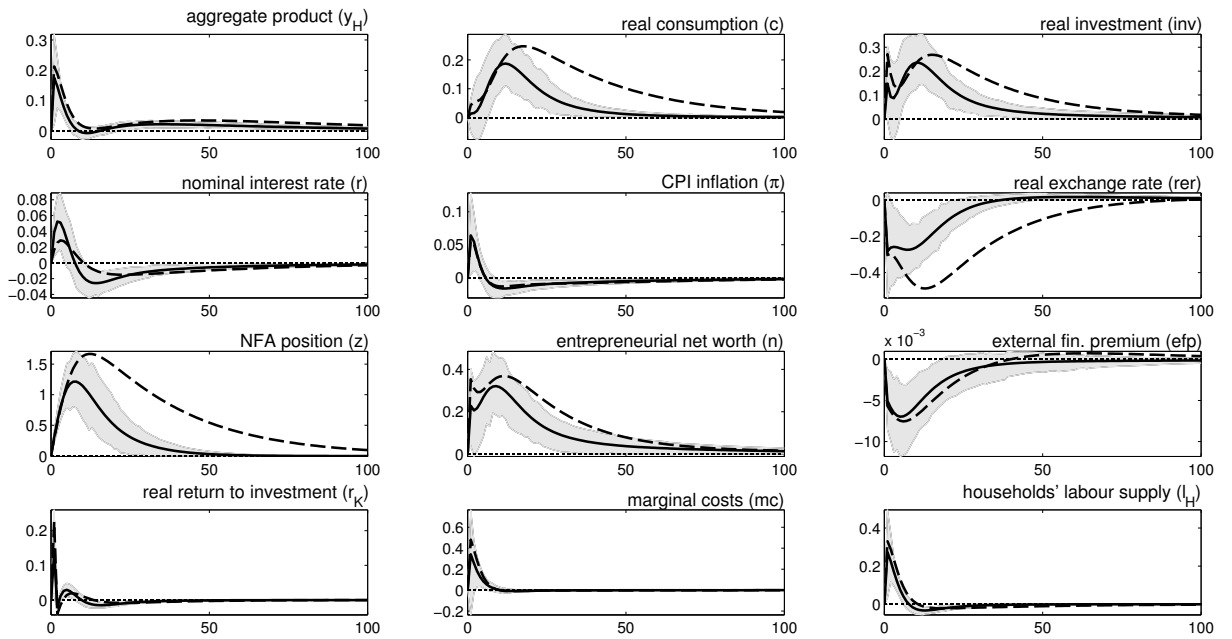 aggregate product (y_H)
0.3
0.2
0.1
0
0 50 100
real consumption (c)
0.2
0.1
0
0 50 100
real investment (inv)
0.3
0.2
0.1
0
0 50 100
nominal interest rate (r)
0.08
0.06
0.04
0.02
0
−0.02
−0.04
0 50 100
CPI inflation (π)
0.1
0.05
0
0 50 100
real exchange rate (rer)
0
−0.2
−0.4
0 50 100
NFA position (z)
1.5
1
0.5
0
0 50 100
entrepreneurial net worth (n)
0.4
0.2
0
0 50 100
x 10^−3
external fin. premium (efp)
0
−5
−10
0 50 100
real return to investment (r_K)
0.2
0.1
0
0 50 100
marginal costs (mc)
0.6
0.4
0.2
0
−0.2
0 50 100
households' labour supply (l_H)
0.4
0.2
0
0 50 100